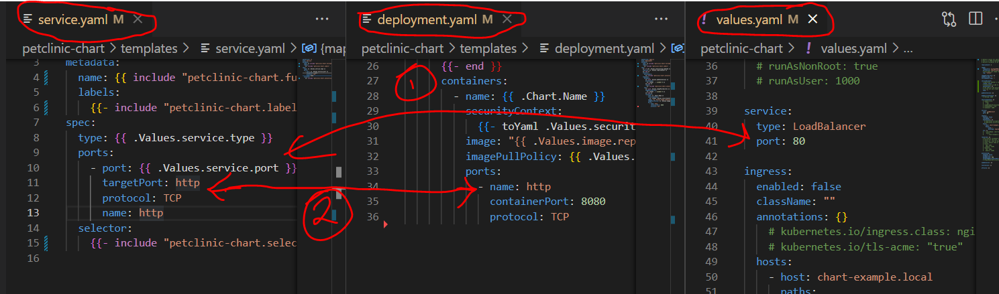 service.yaml M
petclinic-chart > templates > service.yaml > {map
3 metadata:
4 name: {{ include "petclinic-chart.fu
5 labels:
6 {{- include "petclinic-chart.label
7 spec:
8 type: {{ .Values.service.type }}
9 ports:
10 - port: {{ .Values.service.port }}
11 targetPort: http
12 protocol: TCP
13 name: http
14 selector:
15 {{- include "petclinic-chart.selec
16
deployment.yaml M
petclinic-chart > templates > deployment.yaml >
26 {{- end }}
27 containers:
28 - name: {{ .Chart.Name }}
29 securityContext:
30 {{- toYaml .Values.securit
31 image: "{{ .Values.image.rep
32 imagePullPolicy: {{ .Values.
33 ports:
34 - name: http
35 containerPort: 8080
36 protocol: TCP
1
2
! values.yaml M
petclinic-chart > ! values.yaml > ...
36 # runAsNonRoot: true
37 # runAsUser: 1000
38
39 service:
40 type: LoadBalancer
41 port: 80
42
43 ingress:
44 enabled: false
45 className: ""
46 annotations: {}
47 # kubernetes.io/ingress.class: ngi
48 # kubernetes.io/tls-acme: "true"
49 hosts:
50 - host: chart-example.local
51 paths: